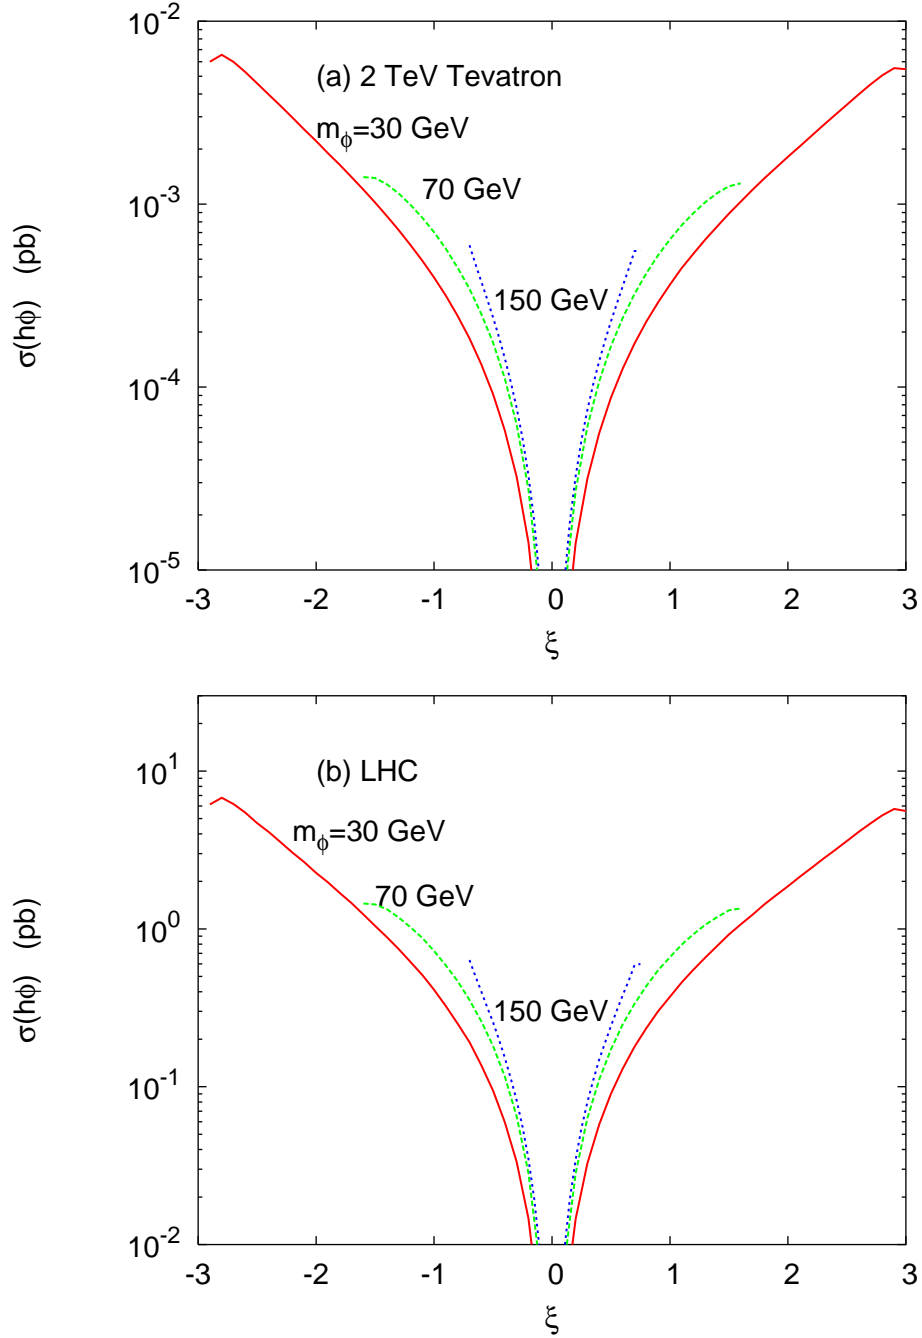 10^-2
(a) 2 TeV Tevatron
m_ϕ=30 GeV
70 GeV
10^-3
150 GeV
σ(hϕ) (pb)
10^-4
10^-5
-3 -2 -1 0 1 2 3
ξ
10^1
(b) LHC
m_ϕ=30 GeV
70 GeV
10^0
150 GeV
σ(hϕ) (pb)
10^-1
10^-2
-3 -2 -1 0 1 2 3
ξ